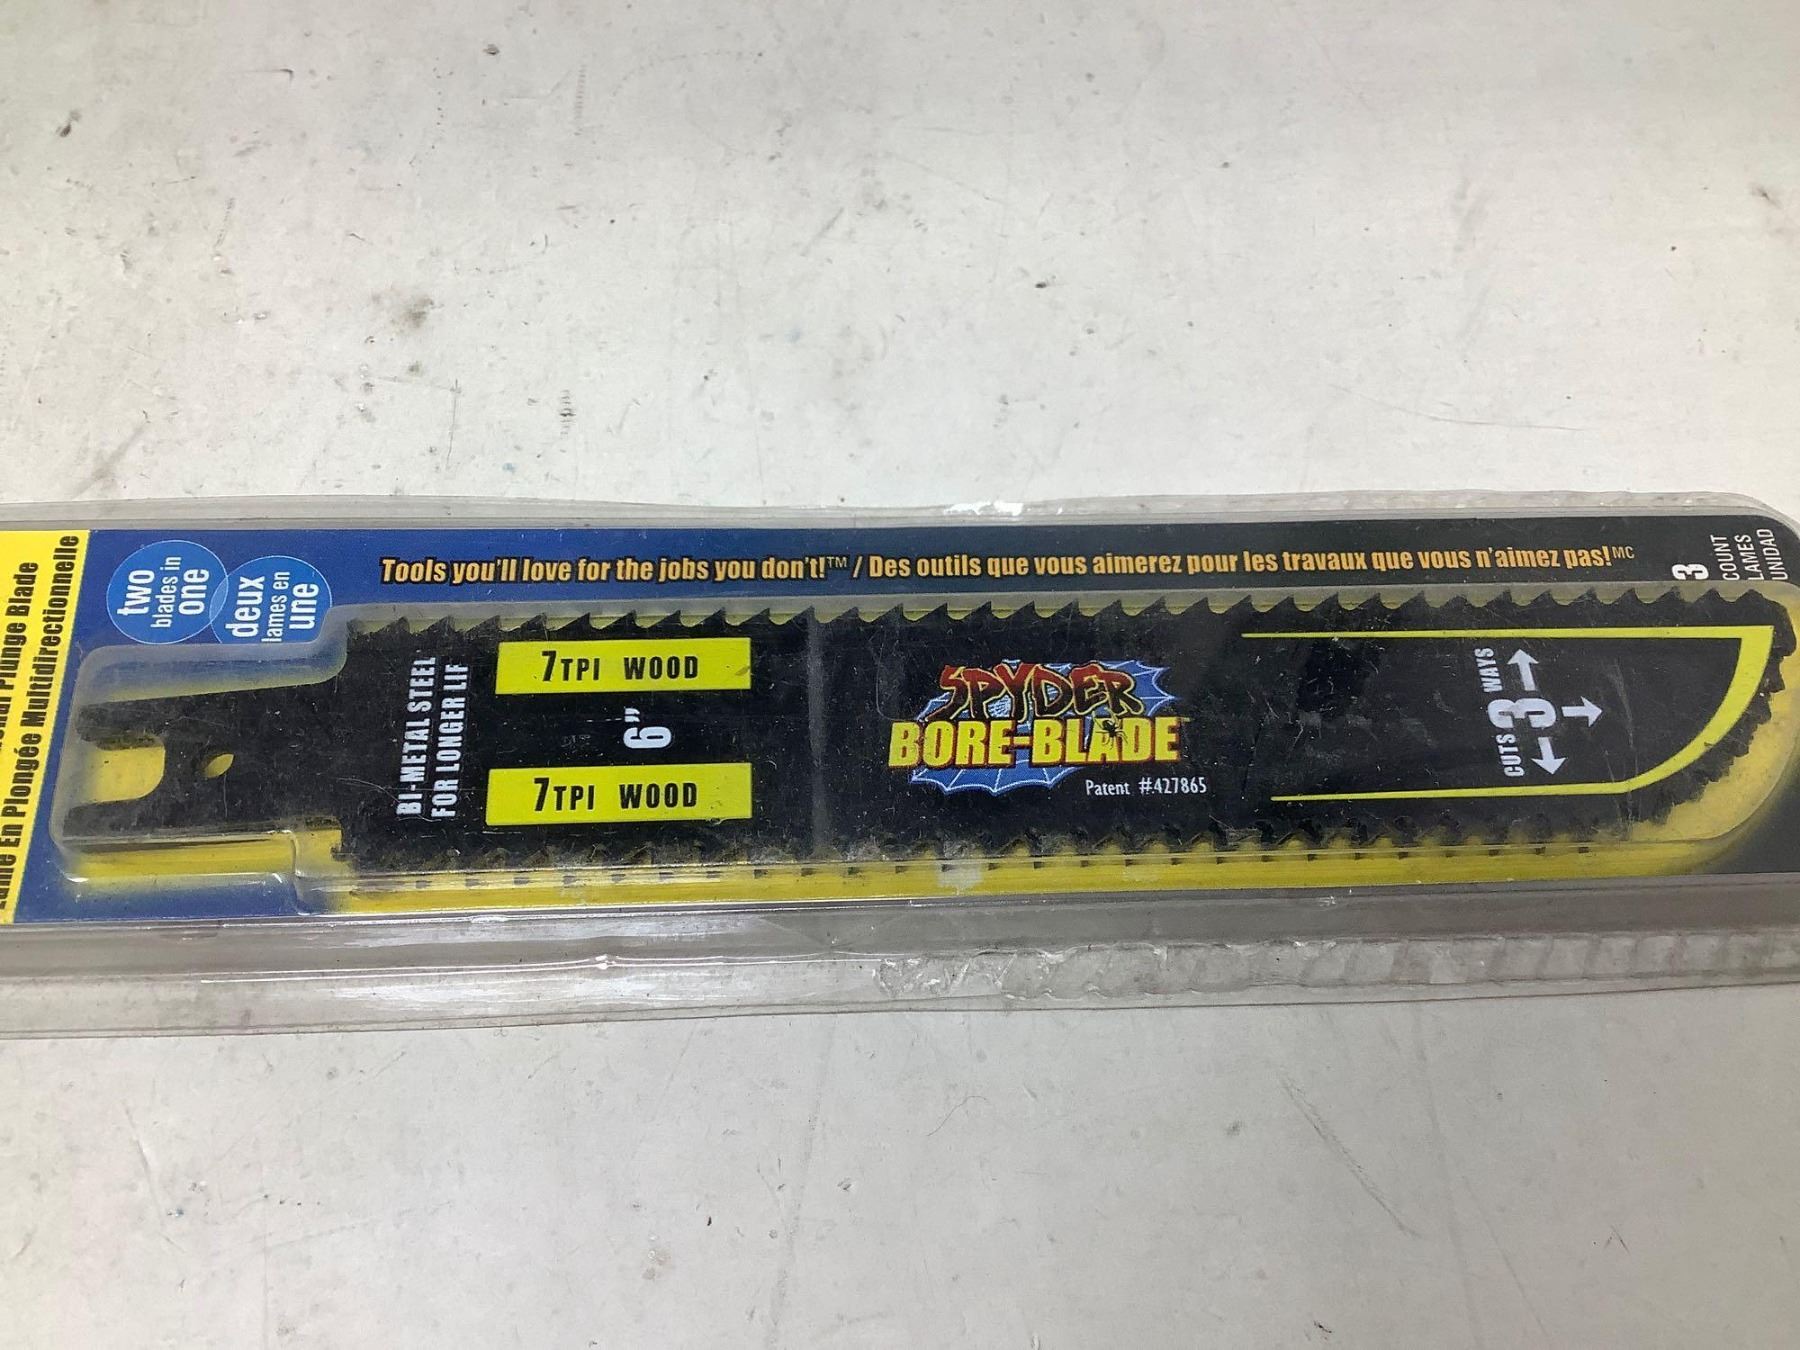 Plunge Blade
Lame En Plongée Multidirectionnelle
two
blades in
one
deux
lames en
une
Tools you'll love for the jobs you don't!™ / Des outils que vous aimerez pour les travaux que vous n'aimez pas!MC
3
COUNT
LAMES
UNIDAD
BI-METAL STEEL
FOR LONGER LIF
7TPI WOOD
6"
7TPI WOOD
SPYDER
BORE-BLADE™
Patent #427865
CUTS 3 WAYS